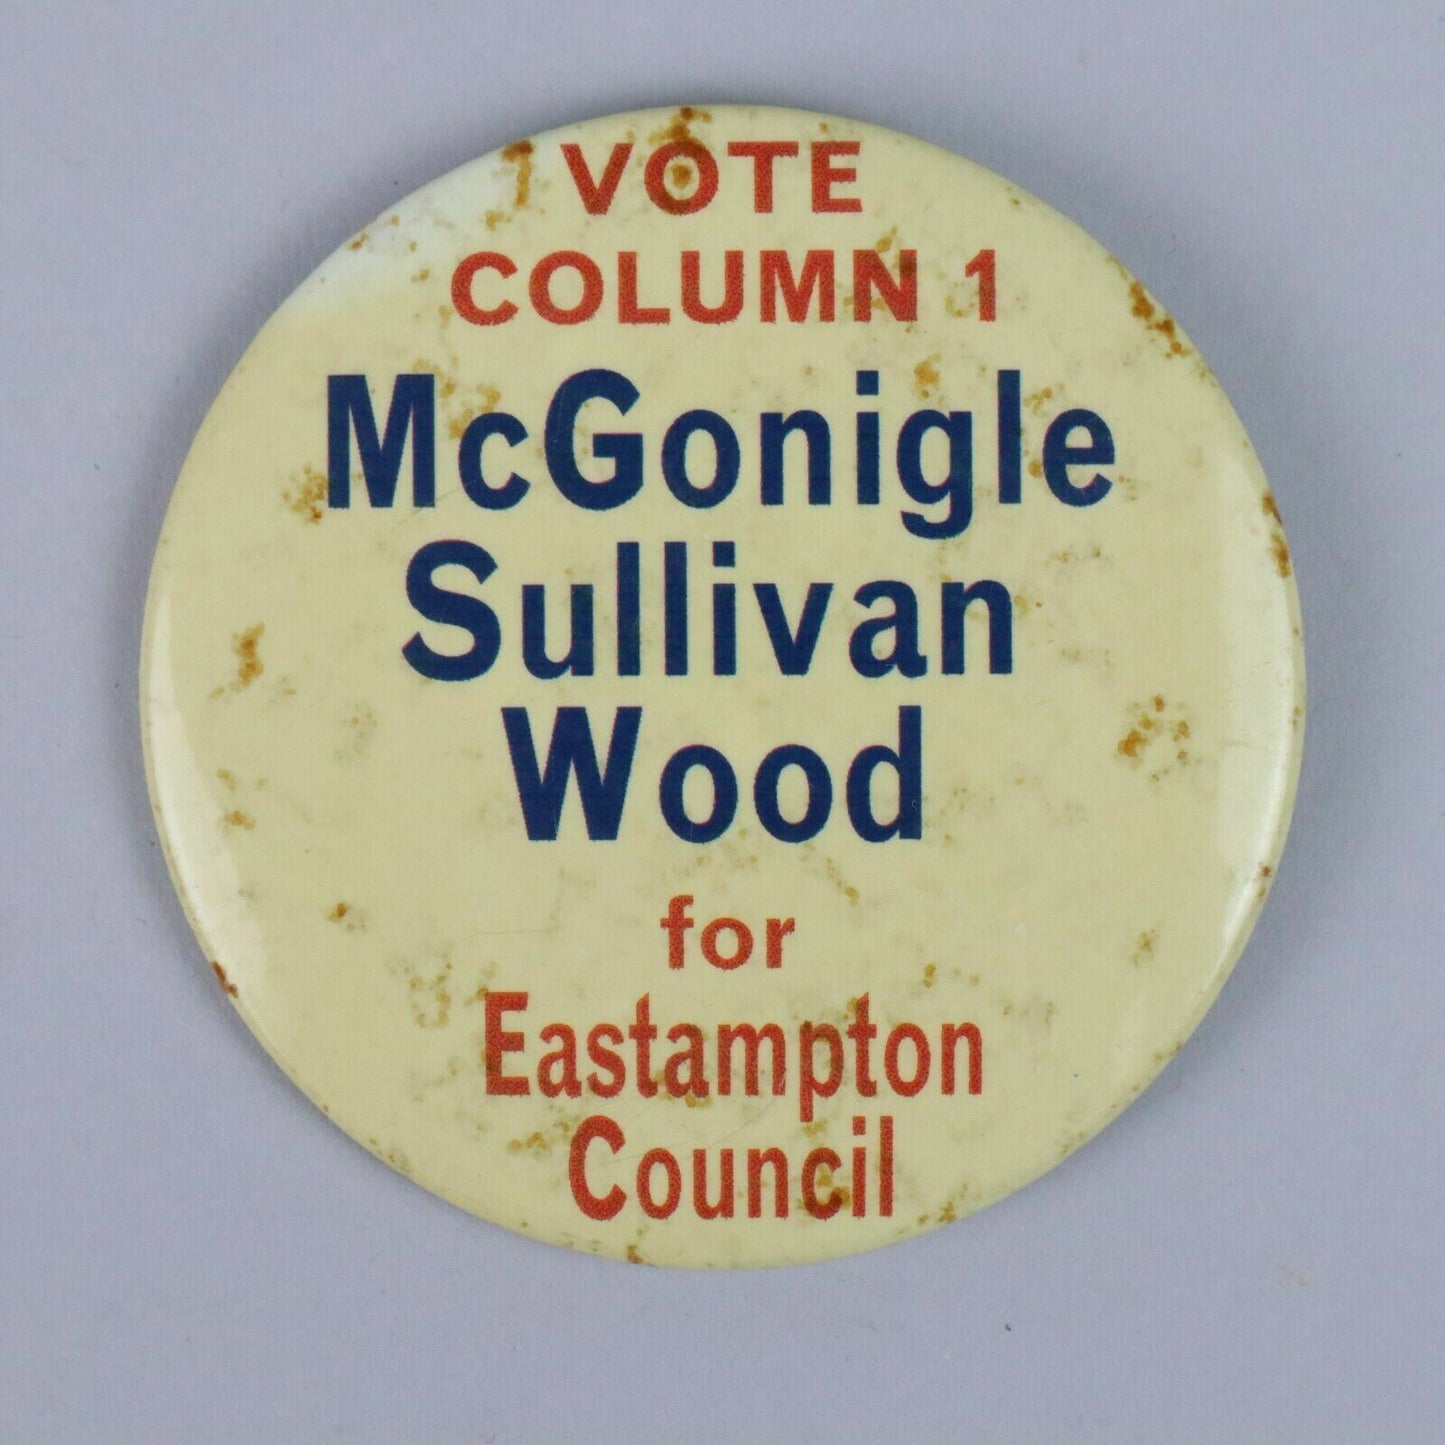 VOTE
COLUMN 1
McGonigle
Sullivan
Wood
for
Eastampton
Council